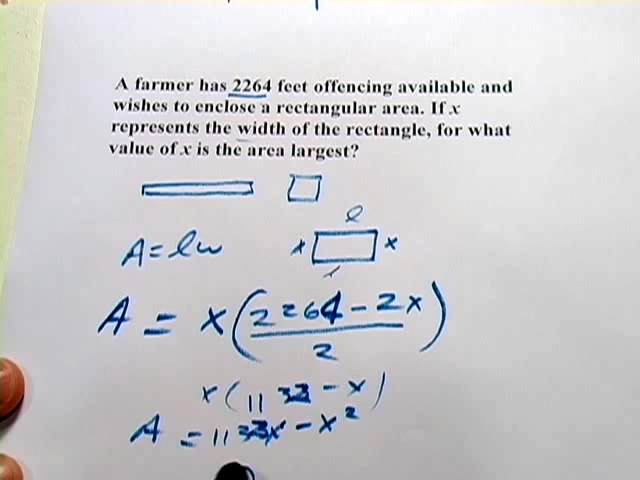 A farmer has 2264 feet offencing available and
wishes to enclose a rectangular area. If x
represents the width of the rectangle, for what
value of x is the area largest?
l
A = lw
x x
A = x(2264 - 2x / 2)
x(1132 - x)
A = 1132x - x²